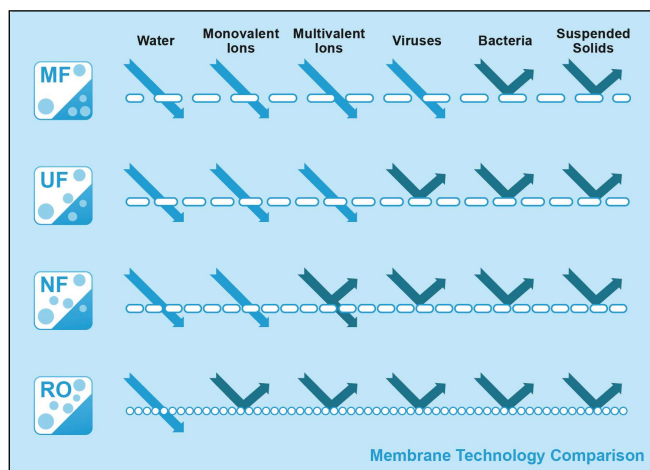 Water
Monovalent
Ions
Multivalent
Ions
Viruses
Bacteria
Suspended
Solids
MF
UF
NF
RO
Membrane Technology Comparison